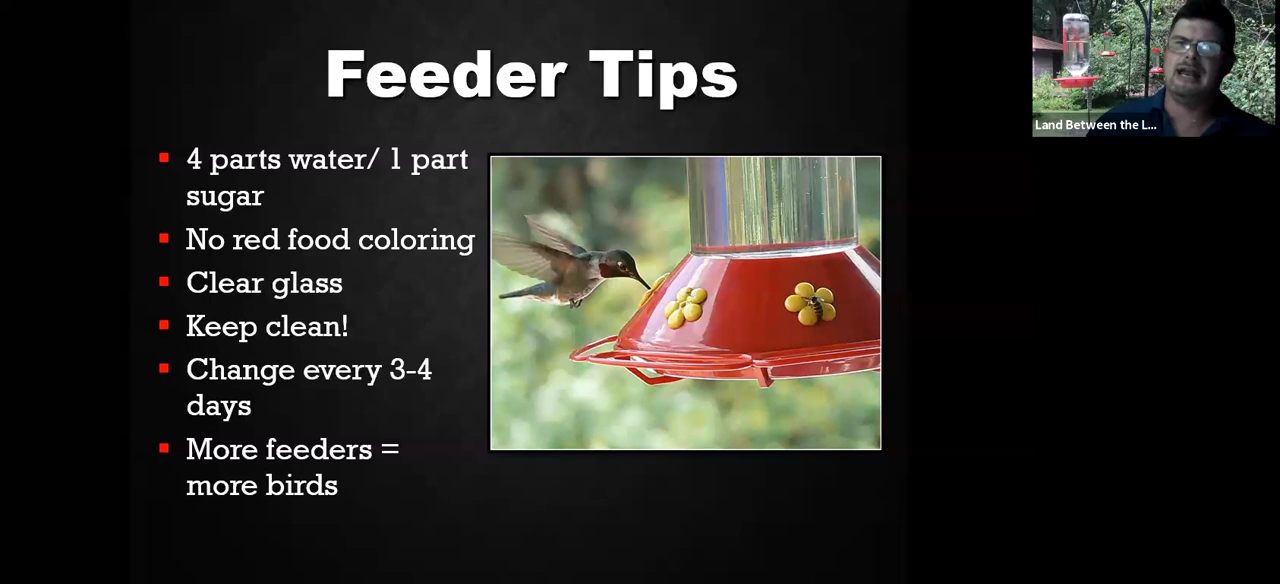 Feeder Tips
4 parts water/ 1 part
sugar
No red food coloring
Clear glass
Keep clean!
Change every 3-4
days
More feeders =
more birds
Land Between the L...